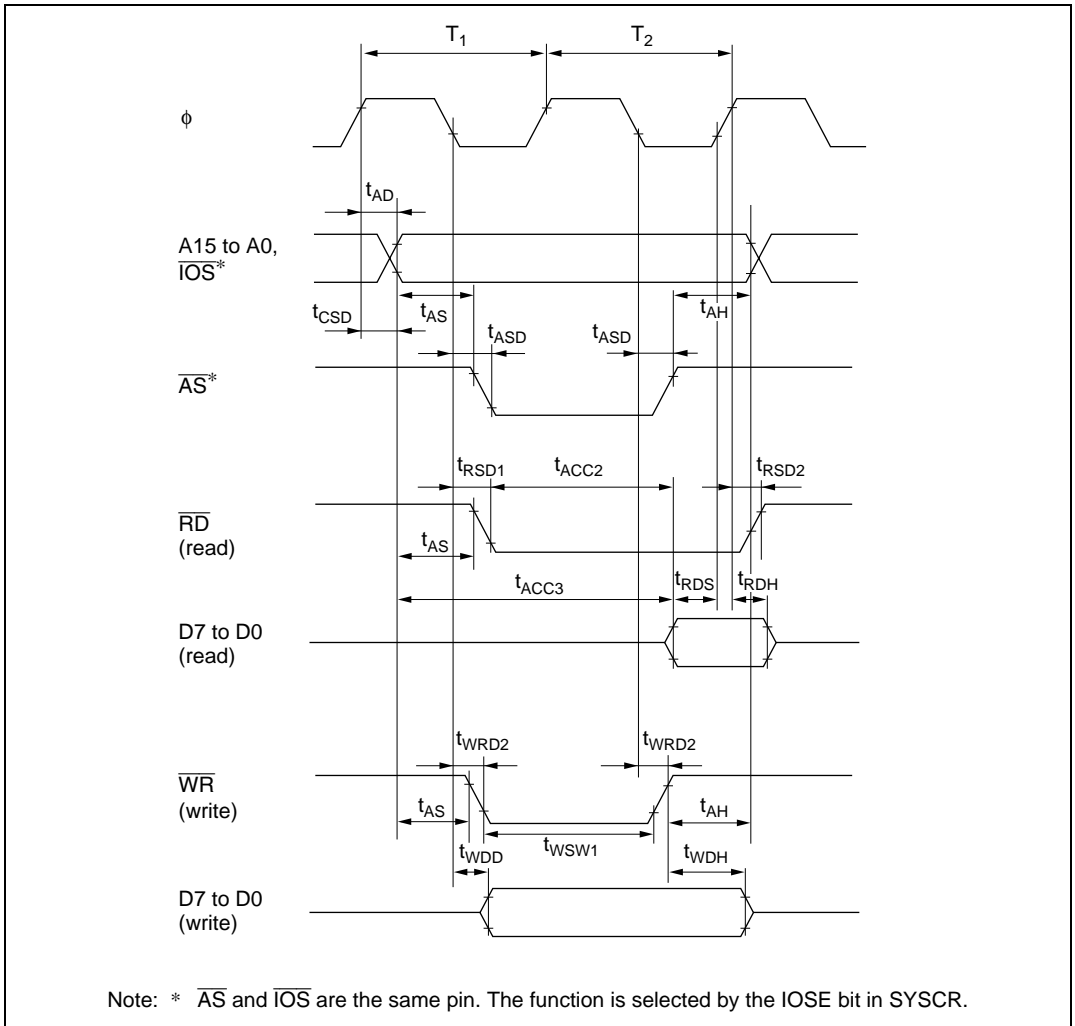 T1 T2
ϕ
tAD
A15 to A0,
IOS*
tCSD tAS tASD tASD tAH
AS*
tRSD1 tACC2 tRSD2
RD
(read)
tAS
tACC3 tRDS tRDH
D7 to D0
(read)
tWRD2 tWRD2
WR
(write)
tAS tWSW1 tAH
tWDD tWDH
D7 to D0
(write)
Note: * AS and IOS are the same pin. The function is selected by the IOSE bit in SYSCR.